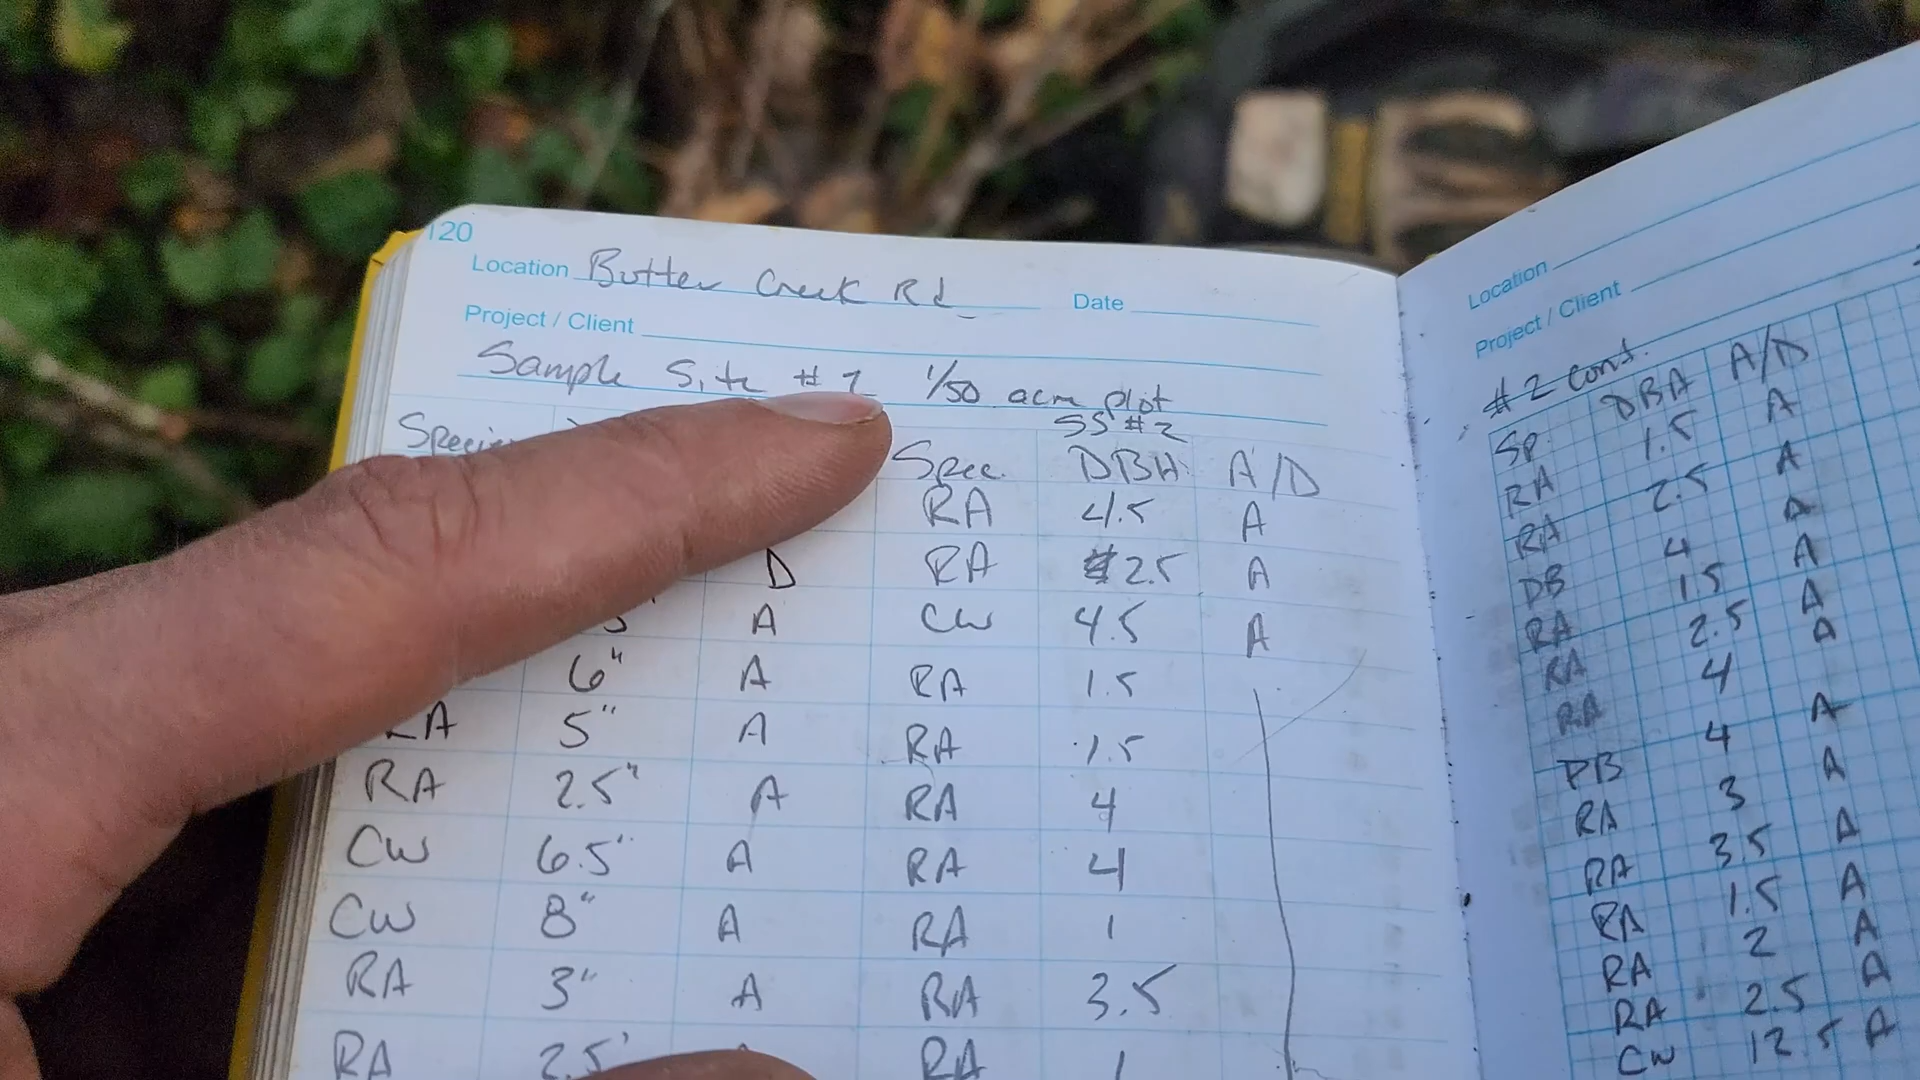 120
Location Butter Creek Rd
Date
Project / Client
Sample Site # 1 1/50 acre plot
SS #2
Species Spec. DBH A/D
RA 4.5 A
D RA 2.5 A
A CW 4.5 A
6" A RA 1.5
RA 5" A RA 1.5
RA 2.5" A RA 4
CW 6.5" A RA 4
CW 8" A RA 1
RA 3" A RA 3.5
RA 2.5" RA 1
Location
Project / Client
#2 cont.
SP DBA A/D
RA 1.5 A
RA 2.5 A
DB 4 A
RA 1.5 A
RA 2.5 A
RA 4 A
PB 4 A
RA 3 A
RA 3.5 A
RA 1.5 A
RA 2 A
RA 2.5 A
CW 12.5 A